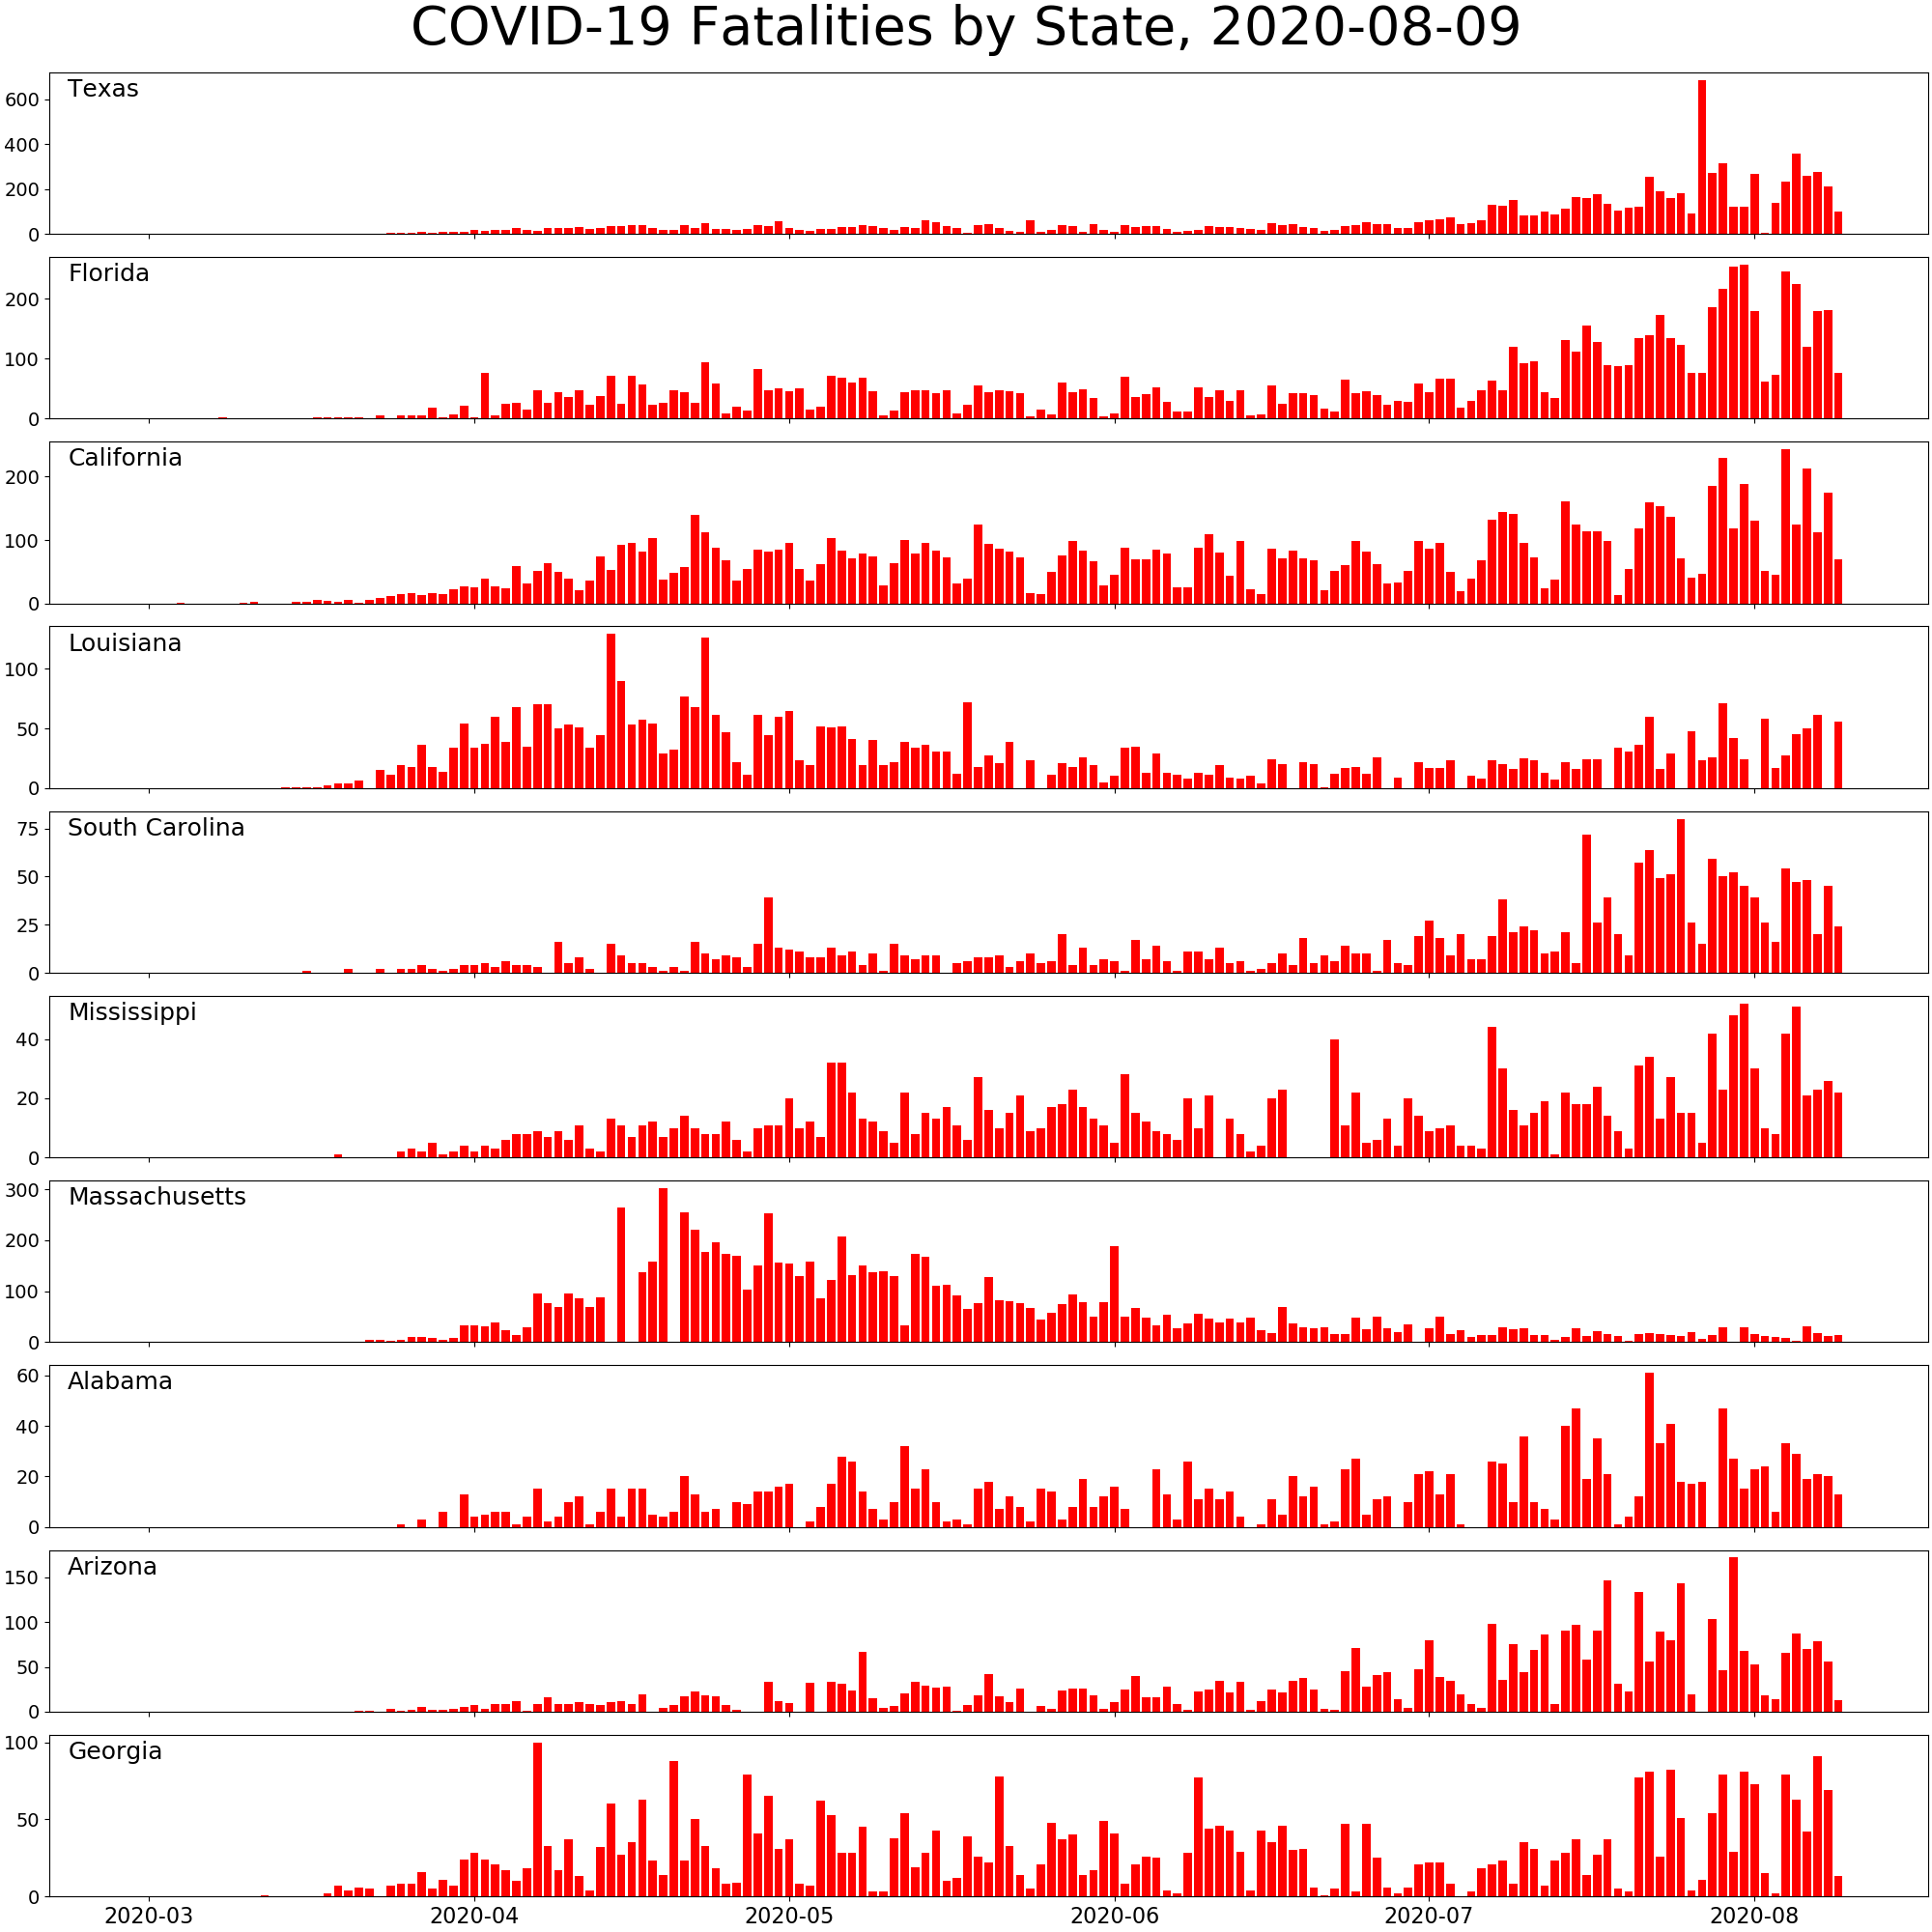 COVID-19 Fatalities by State, 2020-08-09
Texas
600
400
200
0
Florida
200
100
0
California
200
100
0
Louisiana
100
50
0
South Carolina
75
50
25
0
Mississippi
40
20
0
Massachusetts
300
200
100
0
Alabama
60
40
20
0
Arizona
150
100
50
0
Georgia
100
50
0
2020-03 2020-04 2020-05 2020-06 2020-07 2020-08